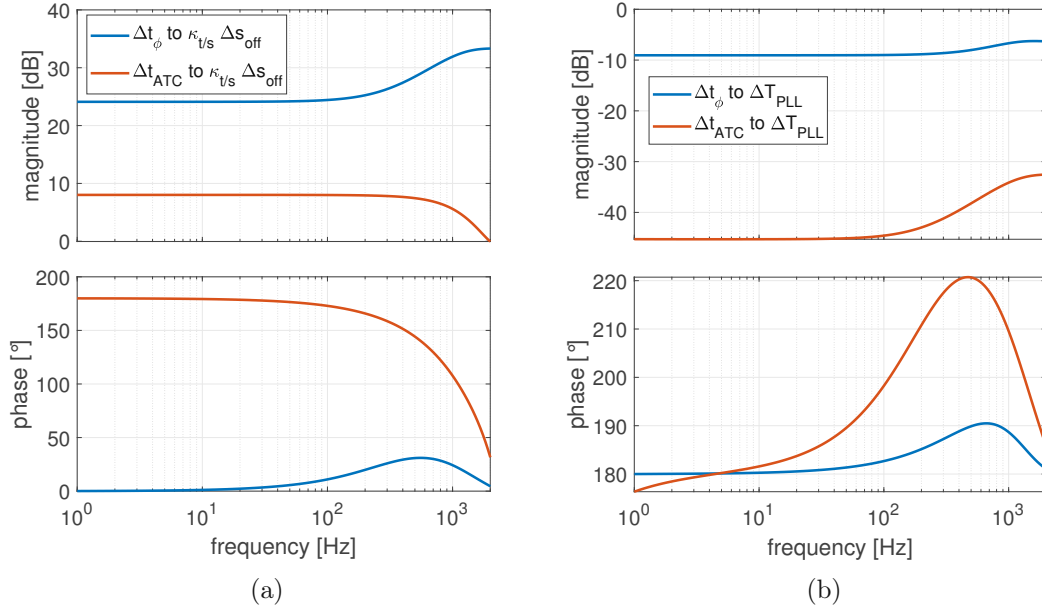 magnitude [dB]
40
30
20
10
0
Δt_ϕ to κ_t/s Δs_off
Δt_ATC to κ_t/s Δs_off
phase [°]
200
150
100
50
0
10^0 10^1 10^2 10^3
frequency [Hz]
(a)
magnitude [dB]
0
-10
-20
-30
-40
Δt_ϕ to ΔT_PLL
Δt_ATC to ΔT_PLL
phase [°]
220
210
200
190
180
10^0 10^1 10^2 10^3
frequency [Hz]
(b)